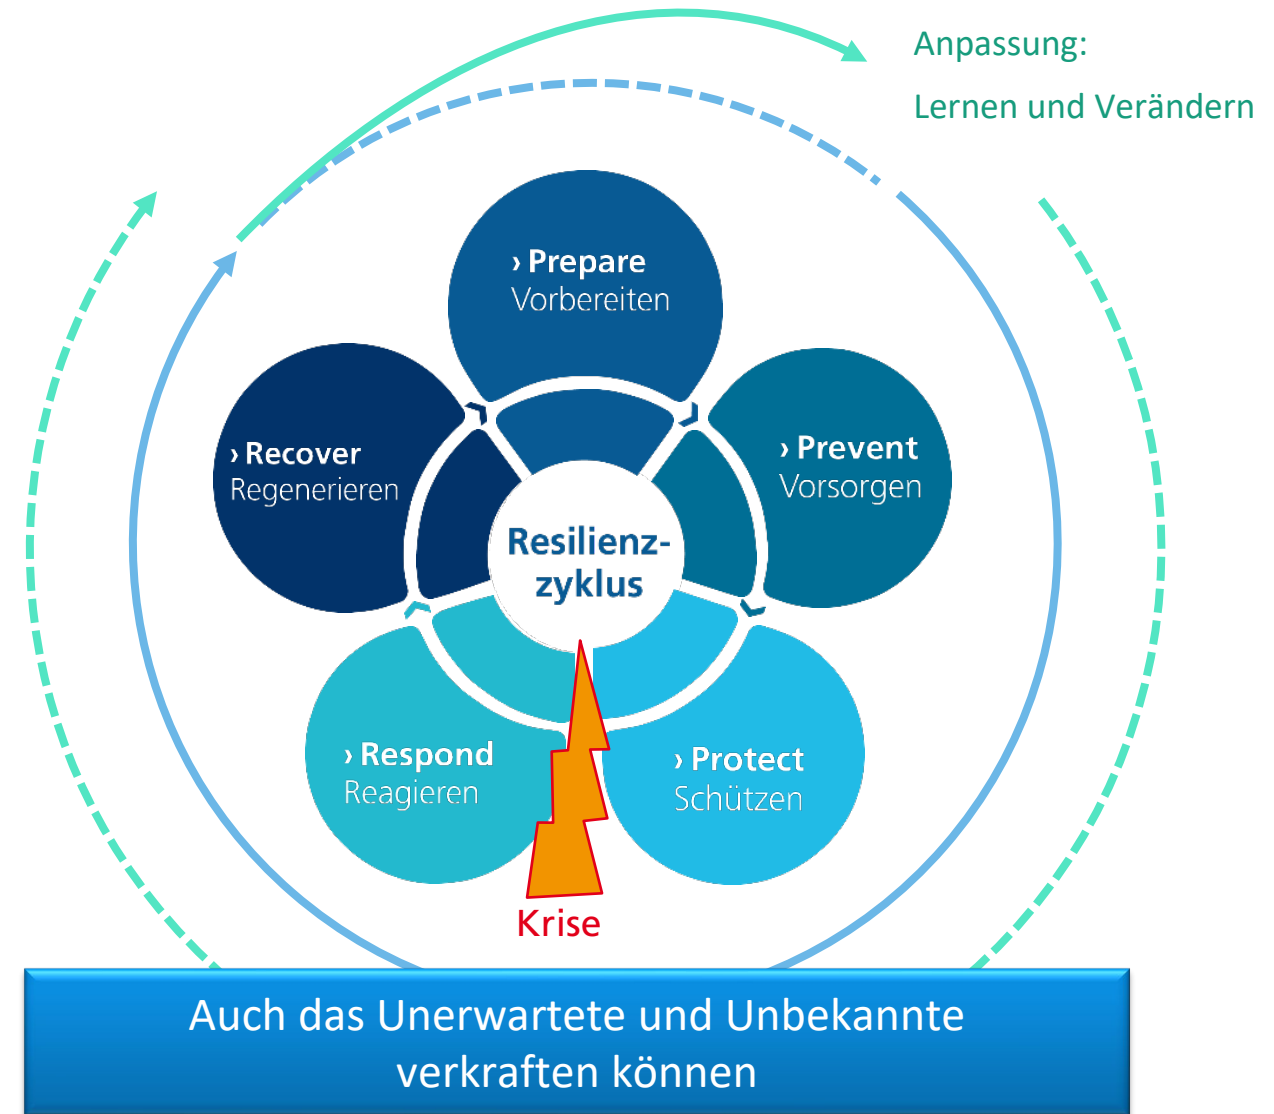 Anpassung:
Lernen und Verändern
› Prepare
Vorbereiten
› Prevent
Vorsorgen
› Recover
Regenerieren
Resilienz-
zyklus
› Respond
Reagieren
› Protect
Schützen
Krise
Auch das Unerwartete und Unbekannte
verkraften können